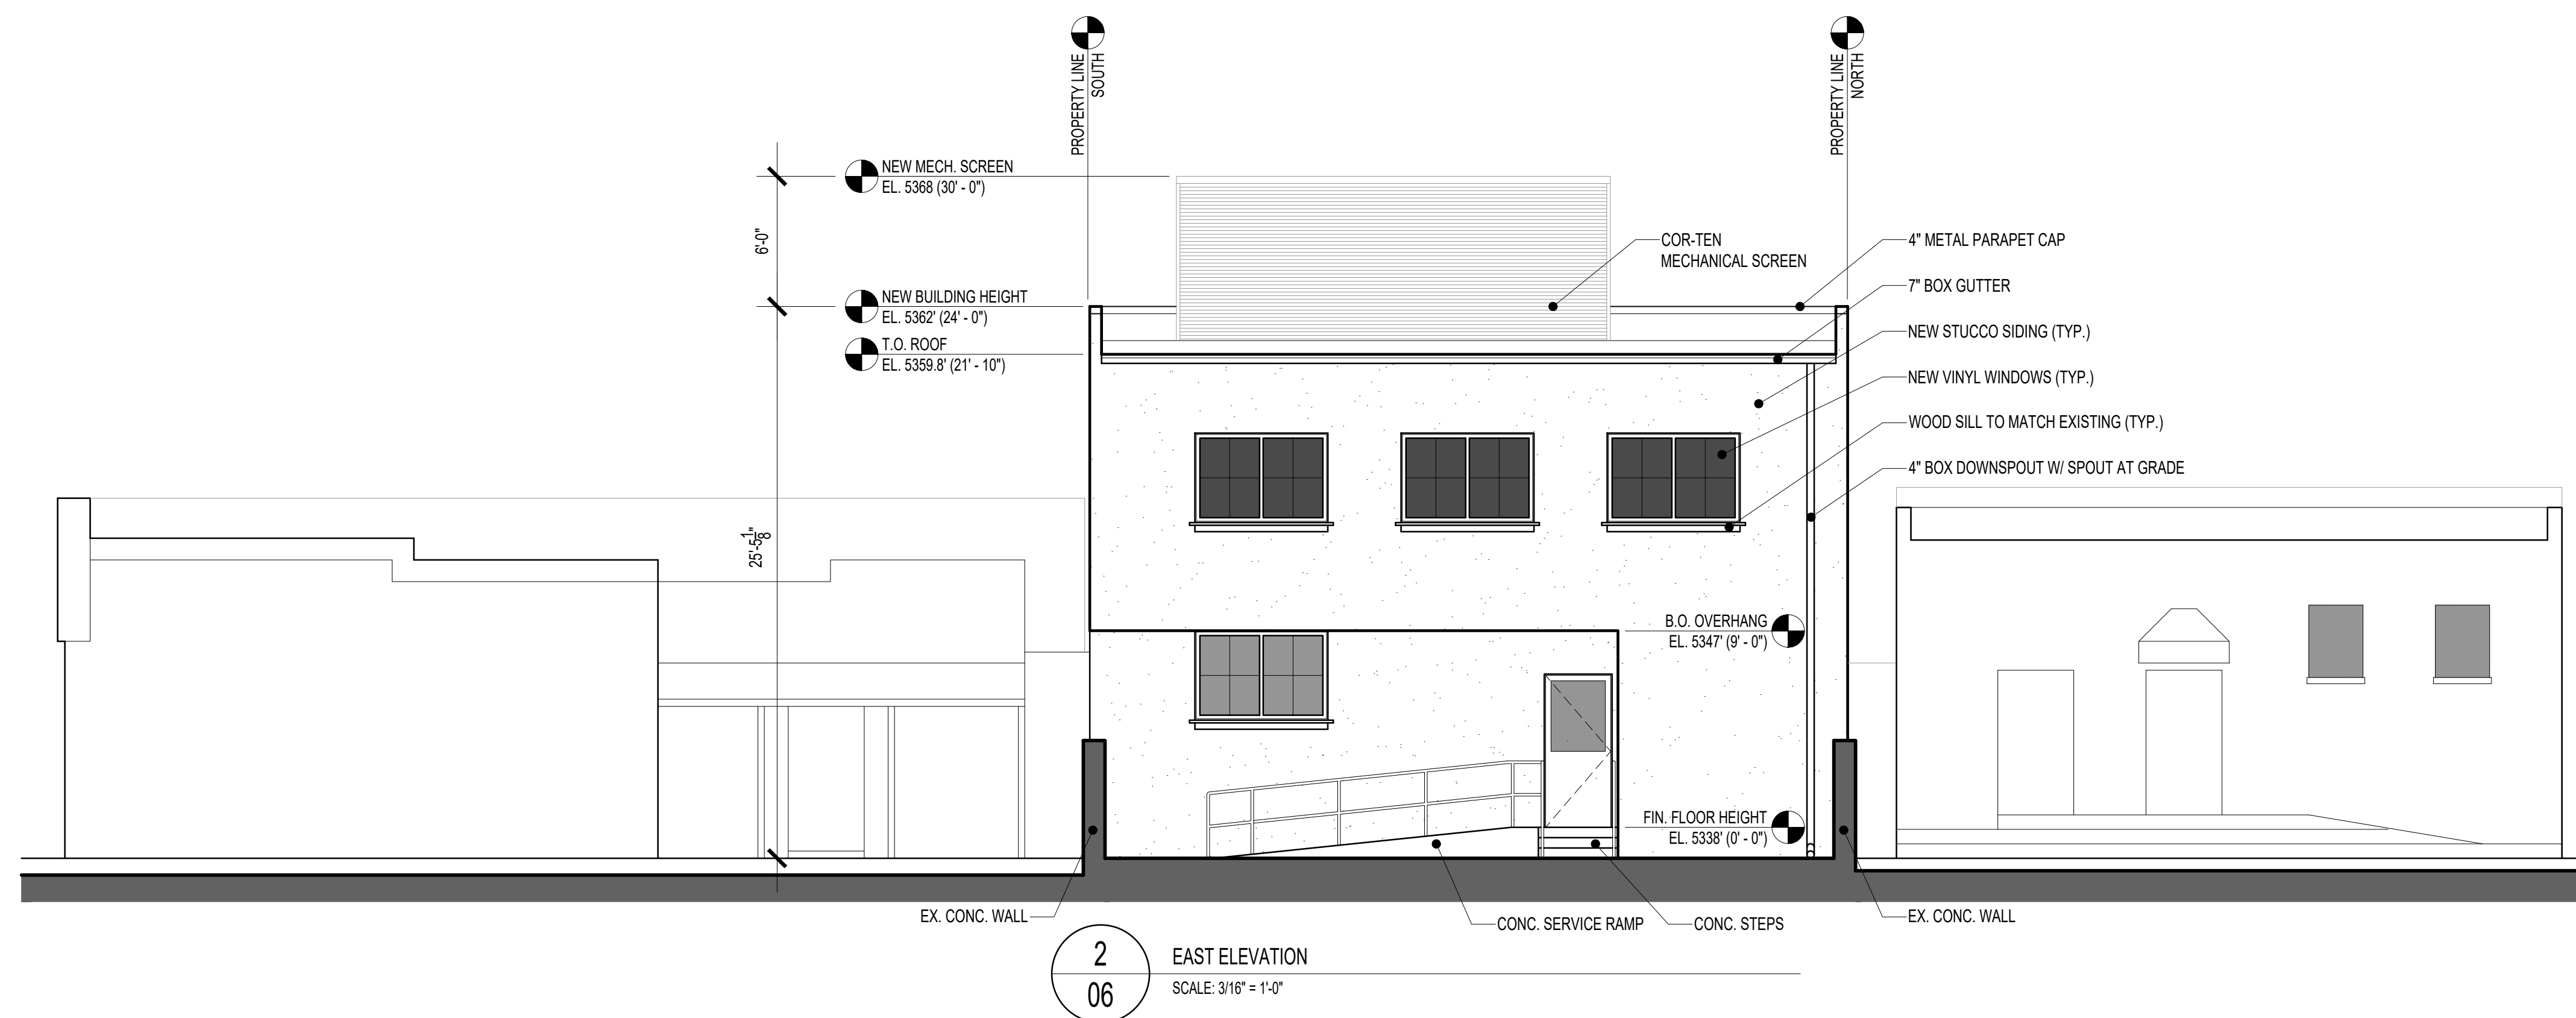 PROPERTY LINE
SOUTH
PROPERTY LINE
NORTH
NEW MECH. SCREEN
EL. 5368 (30' - 0")
6'-0"
NEW BUILDING HEIGHT
EL. 5362' (24' - 0")
T.O. ROOF
EL. 5359.8' (21' - 10")
25'-5 1/8"
COR-TEN
MECHANICAL SCREEN
4" METAL PARAPET CAP
7" BOX GUTTER
NEW STUCCO SIDING (TYP.)
NEW VINYL WINDOWS (TYP.)
WOOD SILL TO MATCH EXISTING (TYP.)
4" BOX DOWNSPOUT W/ SPOUT AT GRADE
B.O. OVERHANG
EL. 5347' (9' - 0")
FIN. FLOOR HEIGHT
EL. 5338' (0' - 0")
EX. CONC. WALL
CONC. SERVICE RAMP
CONC. STEPS
EX. CONC. WALL
2
06
EAST ELEVATION
SCALE: 3/16" = 1'-0"